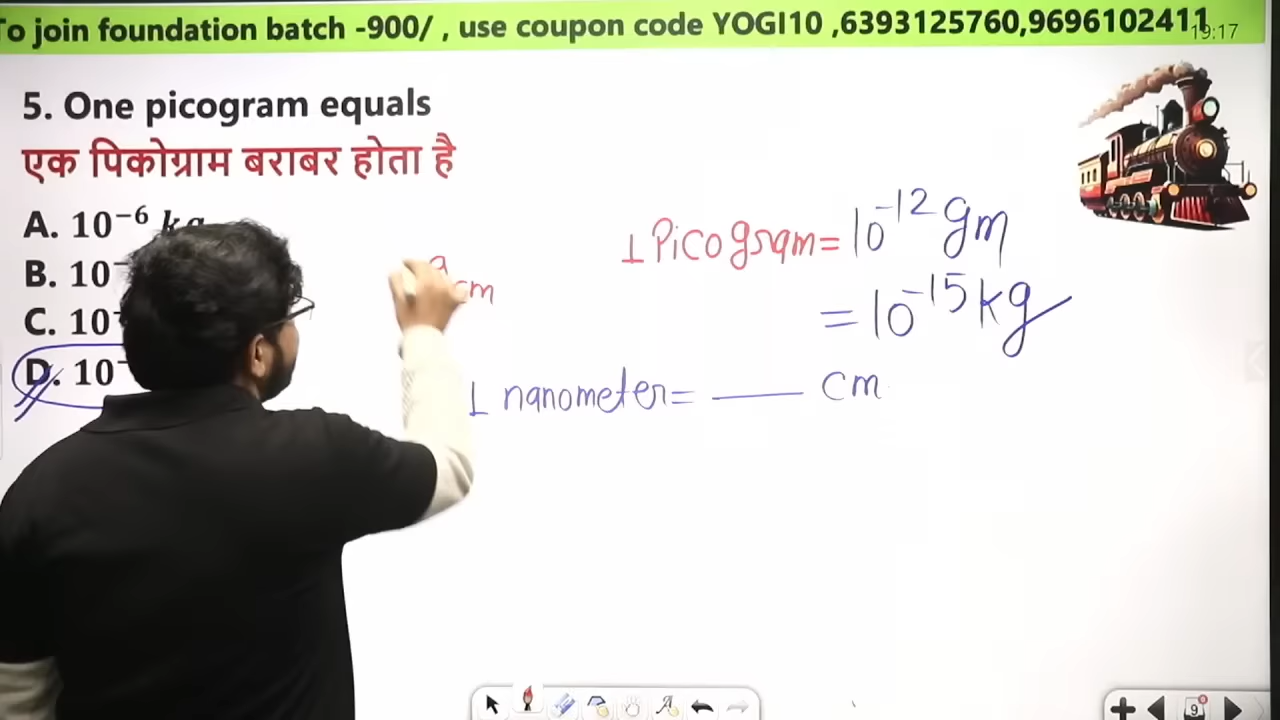 To join foundation batch -900/ , use coupon code YOGI10 ,6393125760,9696102411
19:17
5. One picogram equals
एक पिकोग्राम बराबर होता है
A. 10⁻⁶ kg
B. 10⁻
C. 10⁻
D. 10⁻
cm
1 Picogram= 10⁻¹² gm
= 10⁻¹⁵ kg
1 nanometer= ___ cm
9